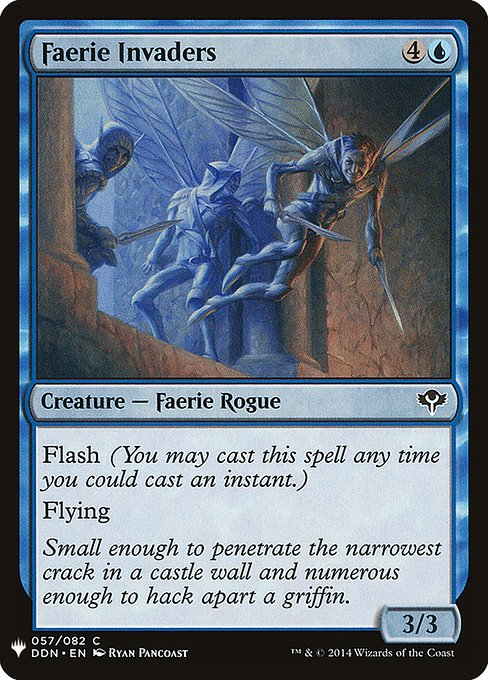 Faerie Invaders 4
Creature — Faerie Rogue
Flash (You may cast this spell any time
you could cast an instant.)
Flying
Small enough to penetrate the narrowest
crack in a castle wall and numerous
enough to hack apart a griffin.
3/3
057/082 C
DDN • EN Ryan Pancoast
™ & © 2014 Wizards of the Coast